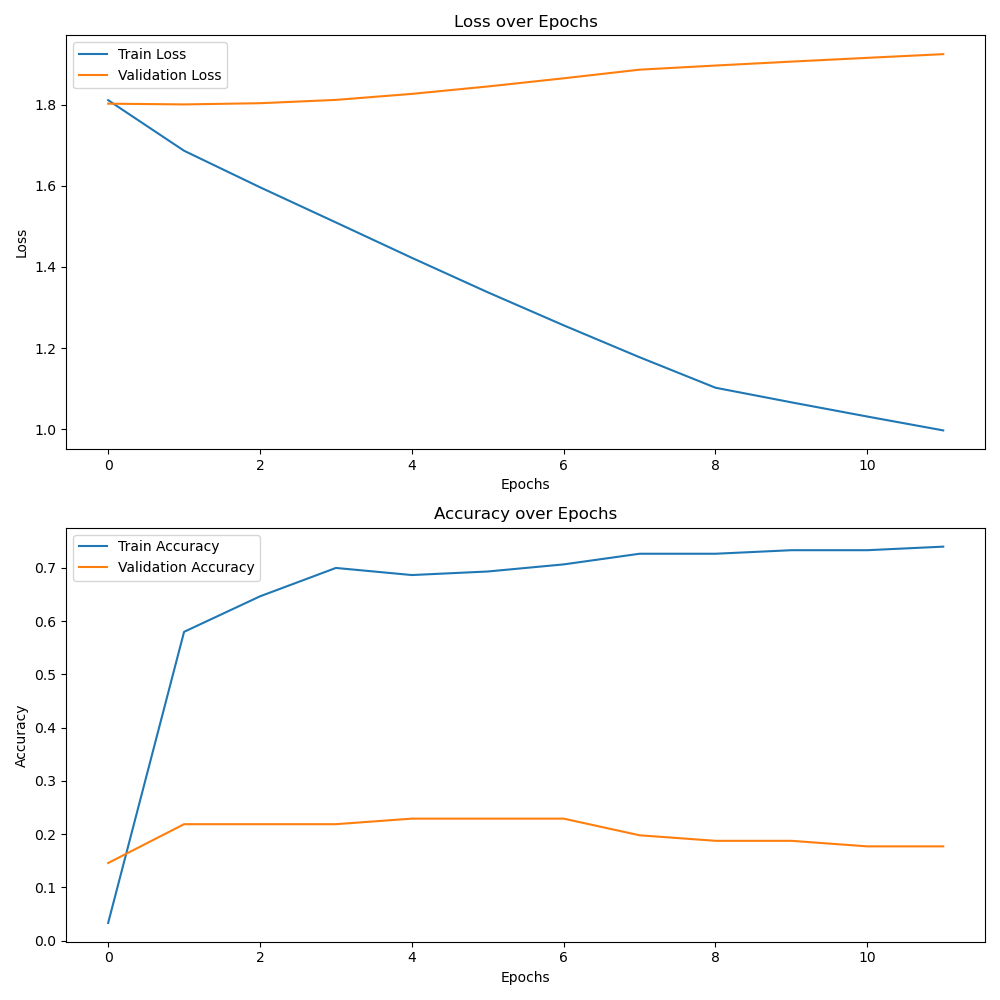 Loss over Epochs
Train Loss
Validation Loss
1.8
1.6
1.4
1.2
1.0
Loss
0 2 4 6 8 10
Epochs
Accuracy over Epochs
Train Accuracy
Validation Accuracy
0.7
0.6
0.5
0.4
0.3
0.2
0.1
0.0
Accuracy
0 2 4 6 8 10
Epochs